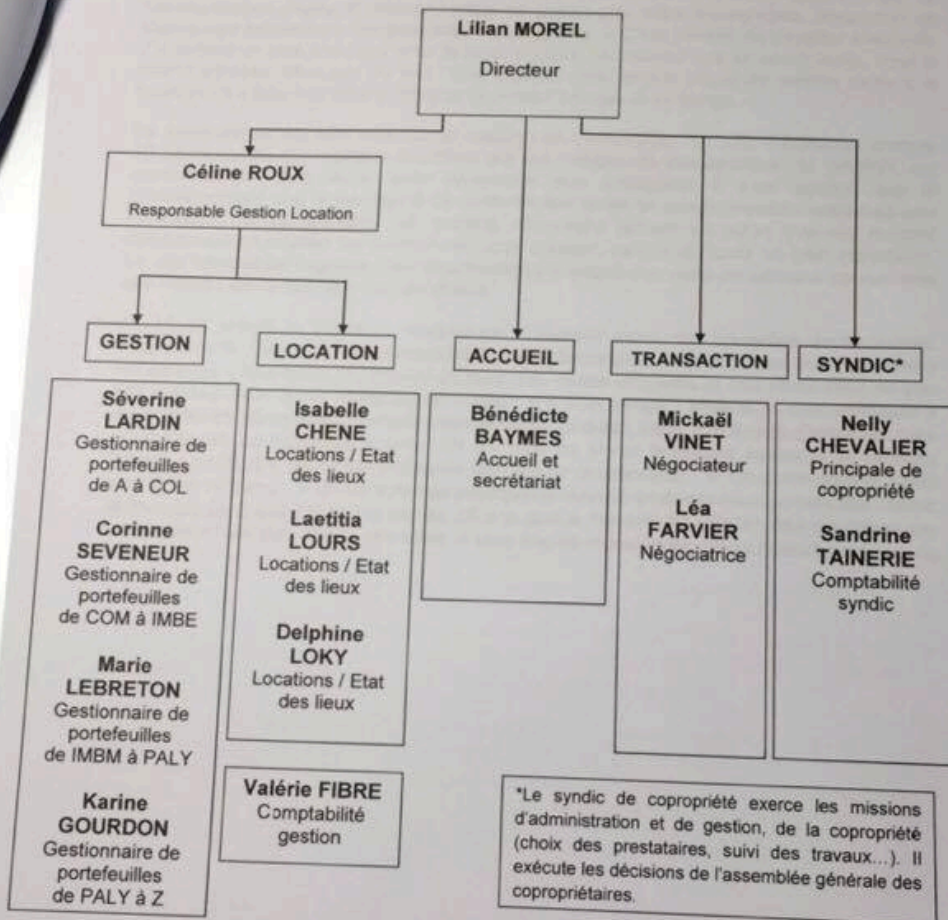 Lilian MOREL
Directeur
Céline ROUX
Responsable Gestion Location
GESTION
LOCATION
ACCUEIL
TRANSACTION
SYNDIC*
Séverine
LARDIN
Gestionnaire de
portefeuilles
de A à COL
Corinne
SEVENEUR
Gestionnaire de
portefeuilles
de COM à IMBE
Marie
LEBRETON
Gestionnaire de
portefeuilles
de IMBM à PALY
Karine
GOURDON
Gestionnaire de
portefeuilles
de PALY à Z
Isabelle
CHENE
Locations / Etat
des lieux
Laetitia
LOURS
Locations / Etat
des lieux
Delphine
LOKY
Locations / Etat
des lieux
Valérie FIBRE
Comptabilité
gestion
Bénédicte
BAYMES
Accueil et
secrétariat
Mickaël
VINET
Négociateur
Léa
FARVIER
Négociatrice
Nelly
CHEVALIER
Principale de
copropriété
Sandrine
TAINERIE
Comptabilité
syndic
*Le syndic de copropriété exerce les missions
d'administration et de gestion, de la copropriété
(choix des prestataires, suivi des travaux...). Il
exécute les décisions de l'assemblée générale des
copropriétaires.